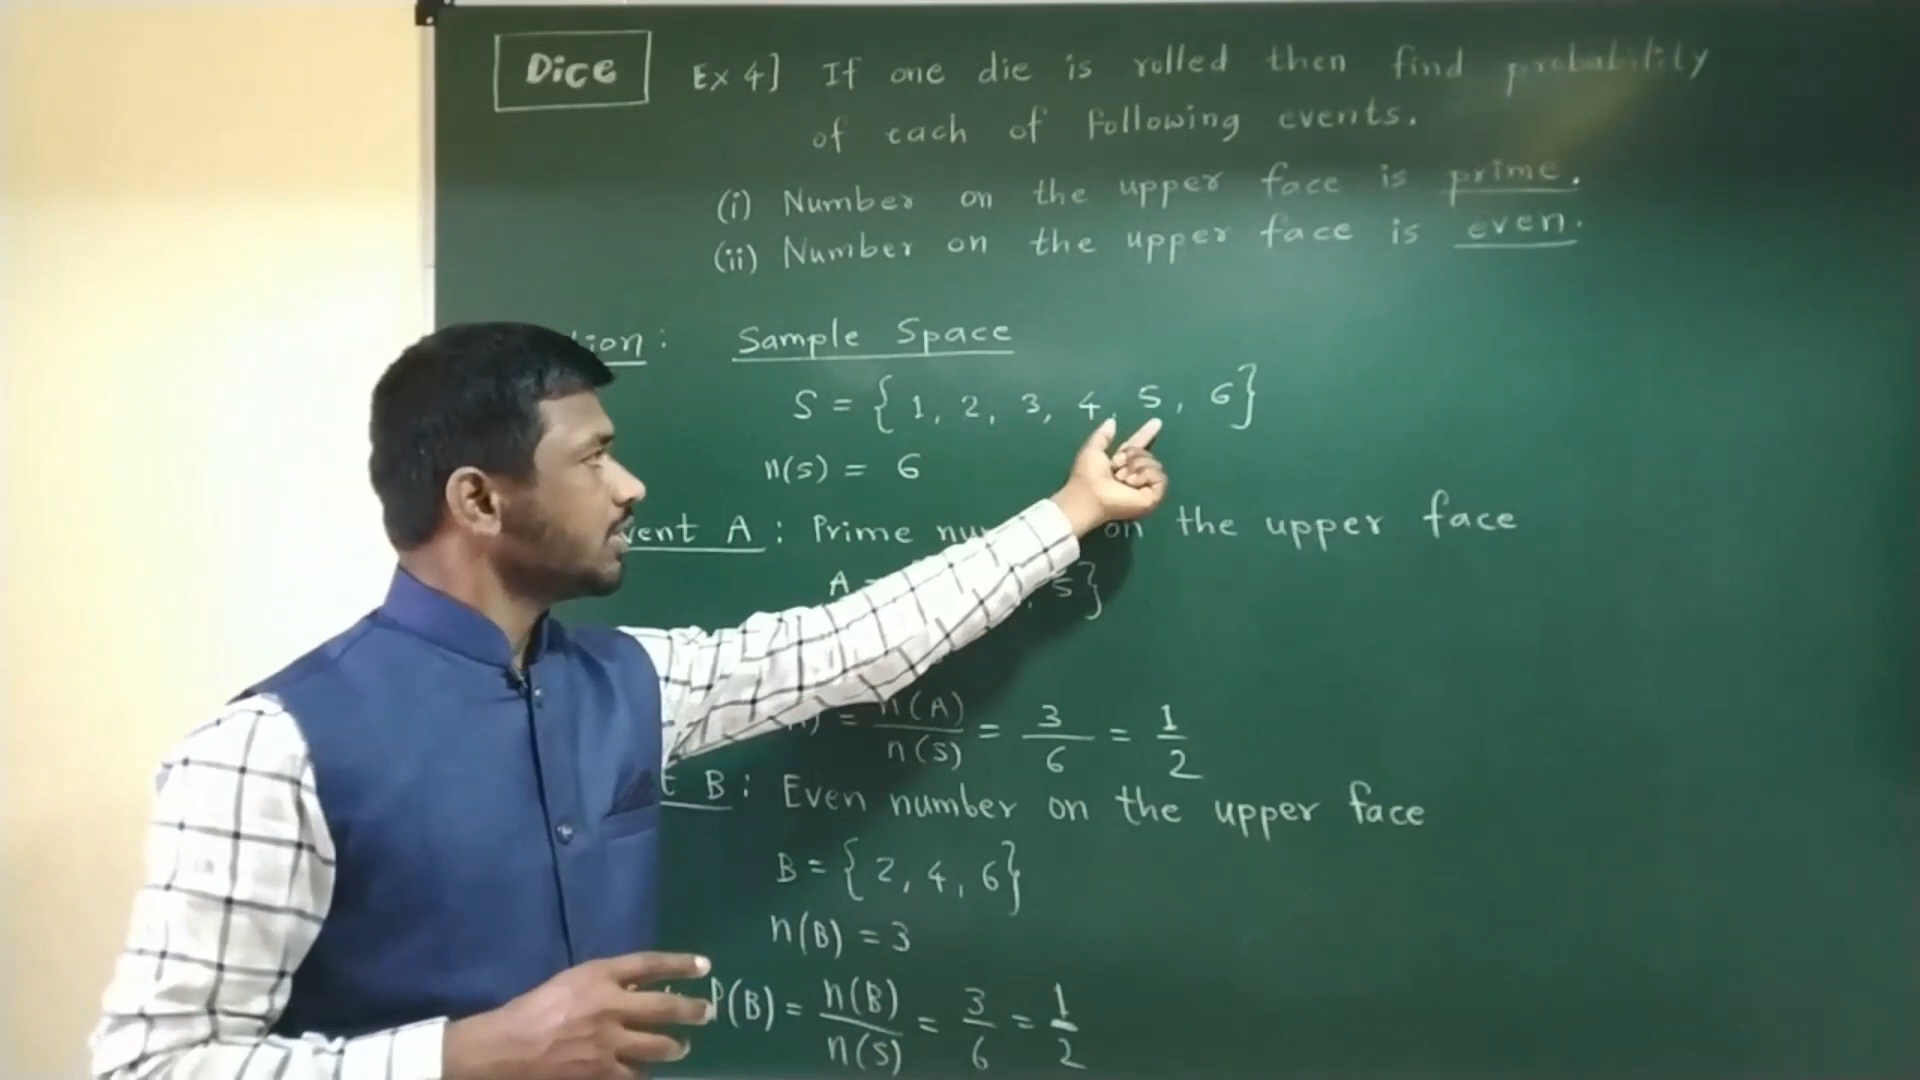 Dice Ex 4] If one die is rolled then find probability
of each of following events.
(i) Number on the upper face is prime.
(ii) Number on the upper face is even.
Sample Space
S = {1, 2, 3, 4, 5, 6}
n(s) = 6
A : Prime on the upper face
A 5}
= n(A)/n(S) = 3/6 = 1/2
B : Even number on the upper face
B = {2, 4, 6}
n(B) = 3
P(B) = n(B)/n(S) = 3/6 = 1/2